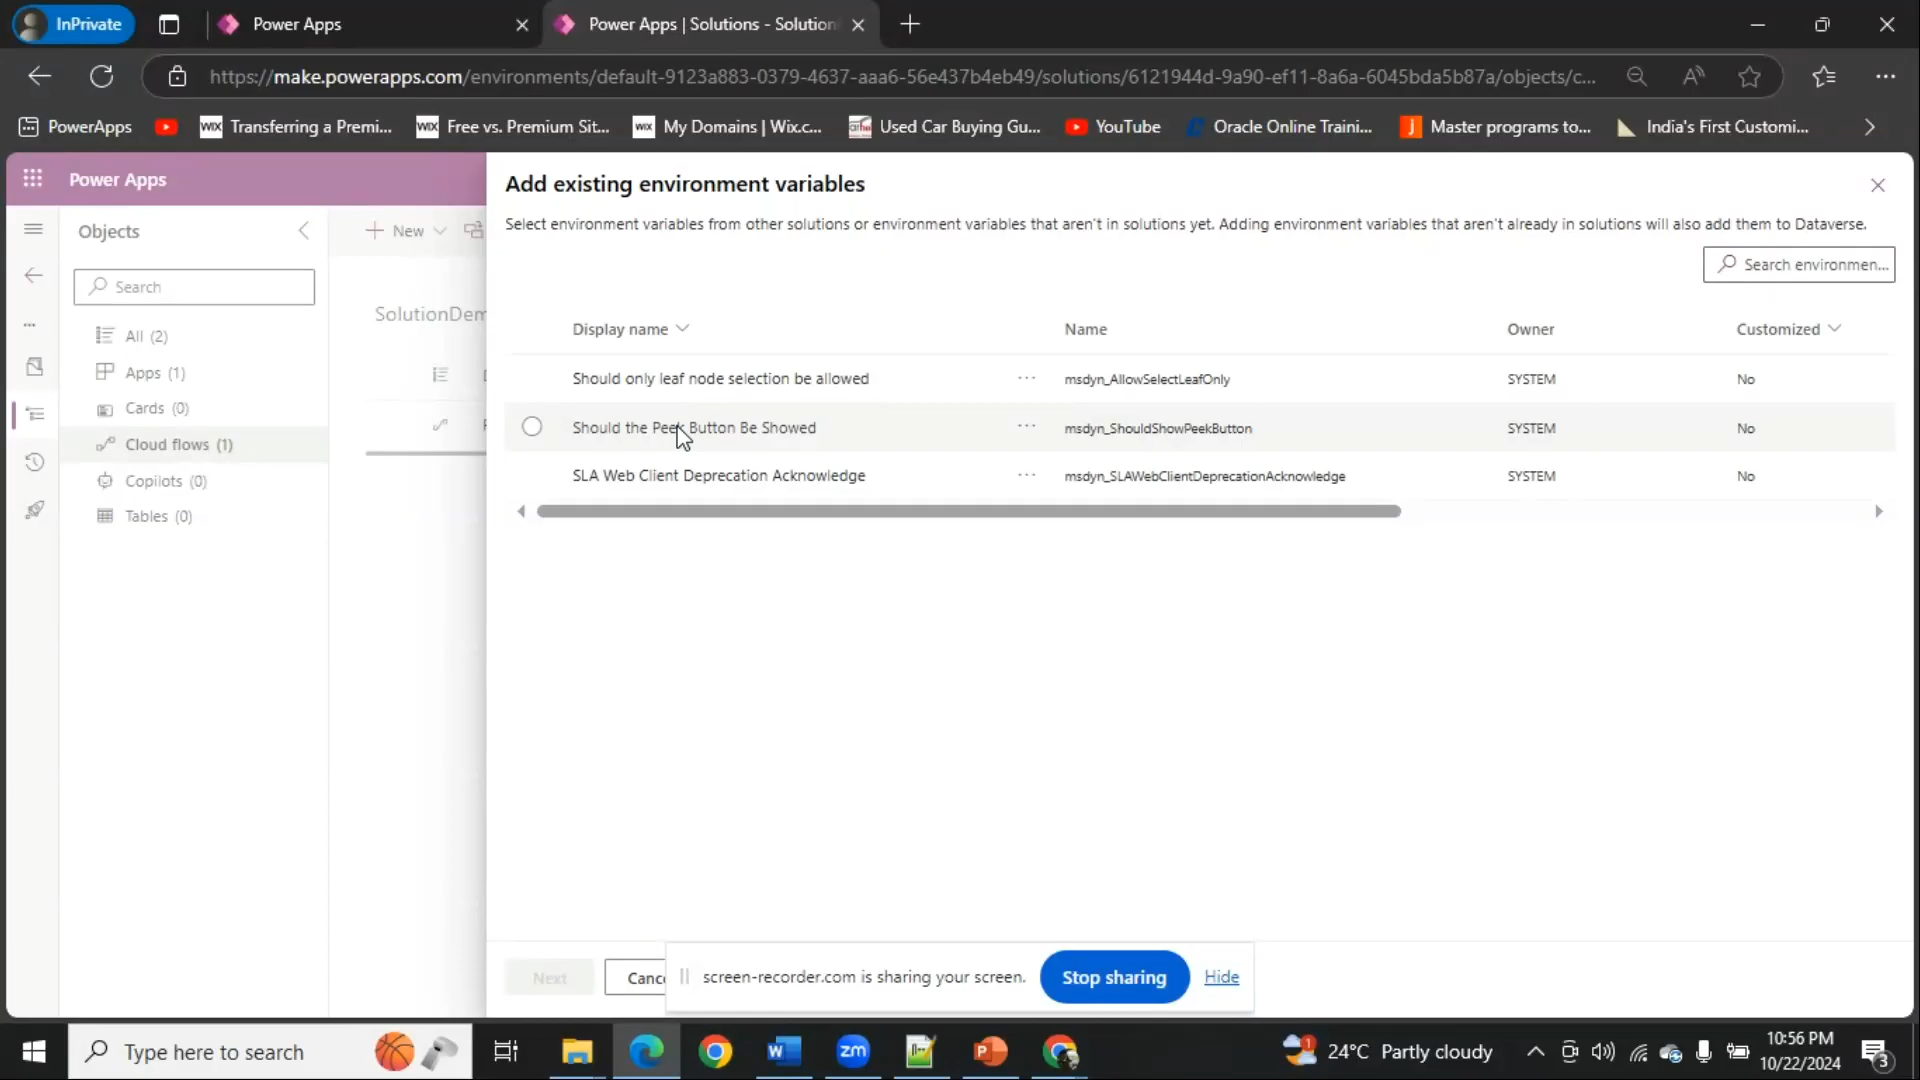 InPrivate
Power Apps
Power Apps | Solutions - Solution
https://make.powerapps.com/environments/default-9123a883-0379-4637-aaa6-56e437b4eb49/solutions/6121944d-9a90-ef11-8a6a-6045bda5b87a/objects/c...
PowerApps
WIX Transferring a Premi...
WIX Free vs. Premium Sit...
WIX My Domains | Wix.c...
Used Car Buying Gu...
YouTube
Oracle Online Traini...
Master programs to...
India's First Customi...
Power Apps
Objects
Search
All (2)
Apps (1)
Cards (0)
Cloud flows (1)
Copilots (0)
Tables (0)
New
SolutionDem
Add existing environment variables
Select environment variables from other solutions or environment variables that aren't in solutions yet. Adding environment variables that aren't already in solutions will also add them to Dataverse.
Search environmen...
Display name Name Owner Customized
Should only leaf node selection be allowed ... msdyn_AllowSelectLeafOnly SYSTEM No
Should the Peek Button Be Showed ... msdyn_ShouldShowPeekButton SYSTEM No
SLA Web Client Deprecation Acknowledge ... msdyn_SLAWebClientDeprecationAcknowledge SYSTEM No
Next
Canc
screen-recorder.com is sharing your screen.
Stop sharing
Hide
Type here to search
zm
24°C Partly cloudy
10:56 PM
10/22/2024
3